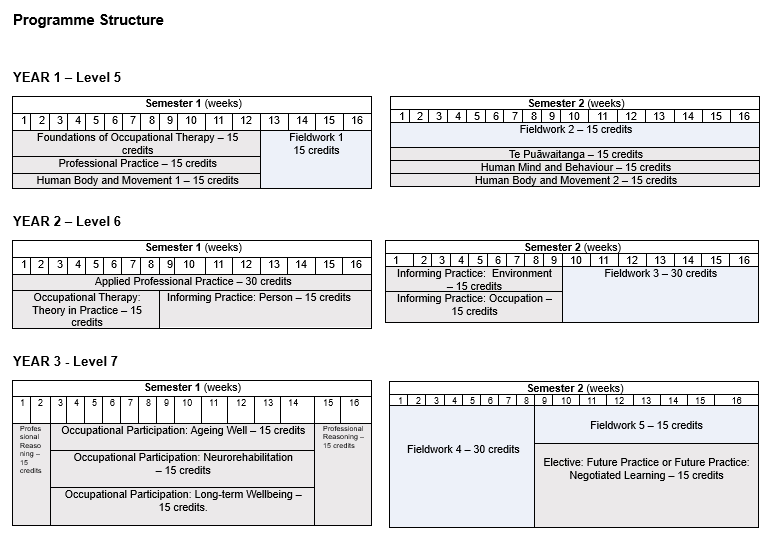 Programme Structure
YEAR 1 – Level 5
Semester 1 (weeks)
1 2 3 4 5 6 7 8 9 10 11 12 13 14 15 16
Foundations of Occupational Therapy – 15
credits
Professional Practice – 15 credits
Human Body and Movement 1 – 15 credits
Fieldwork 1
15 credits
Semester 2 (weeks)
1 2 3 4 5 6 7 8 9 10 11 12 13 14 15 16
Fieldwork 2 – 15 credits
Te Puāwaitanga – 15 credits
Human Mind and Behaviour – 15 credits
Human Body and Movement 2 – 15 credits
YEAR 2 – Level 6
Semester 1 (weeks)
1 2 3 4 5 6 7 8 9 10 11 12 13 14 15 16
Applied Professional Practice – 30 credits
Occupational Therapy:
Theory in Practice – 15
credits
Informing Practice: Person – 15 credits
Semester 2 (weeks)
1 2 3 4 5 6 7 8 9 10 11 12 13 14 15 16
Informing Practice: Environment
– 15 credits
Informing Practice: Occupation –
15 credits
Fieldwork 3 – 30 credits
YEAR 3 - Level 7
Semester 1 (weeks)
1 2 3 4 5 6 7 8 9 10 11 12 13 14 15 16
Profes
sional
Reaso
ning –
15
credits
Occupational Participation: Ageing Well – 15 credits
Occupational Participation: Neurorehabilitation
– 15 credits
Occupational Participation: Long-term Wellbeing –
15 credits.
Professional
Reasoning –
15 credits
Semester 2 (weeks)
1 2 3 4 5 6 7 8 9 10 11 12 13 14 15 16
Fieldwork 4 – 30 credits
Fieldwork 5 – 15 credits
Elective: Future Practice or Future Practice:
Negotiated Learning – 15 credits